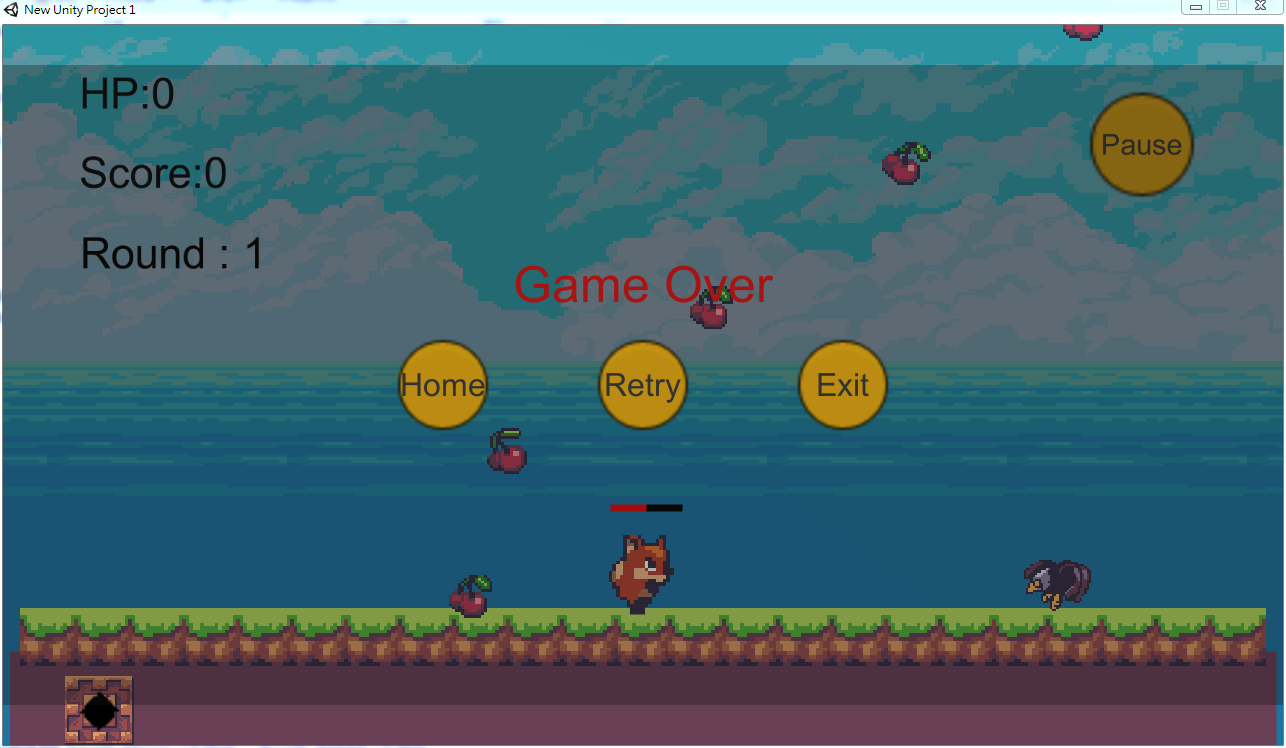 New Unity Project 1
HP:0
Score:0
Round : 1
Pause
Game Over
Home
Retry
Exit